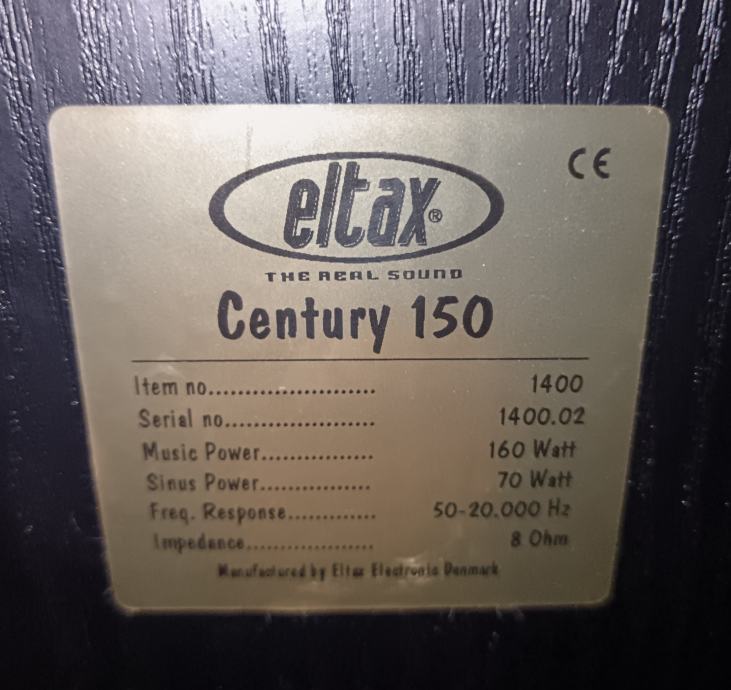 CE
eltax®
THE REAL SOUND
Century 150
Item no....................... 1400
Serial no..................... 1400.02
Music Power............... 160 Watt
Sinus Power............... 70 Watt
Freq. Response............ 50-20.000 Hz
Impedance................. 8 Ohm
Manufactured by Eltax Electronic Denmark